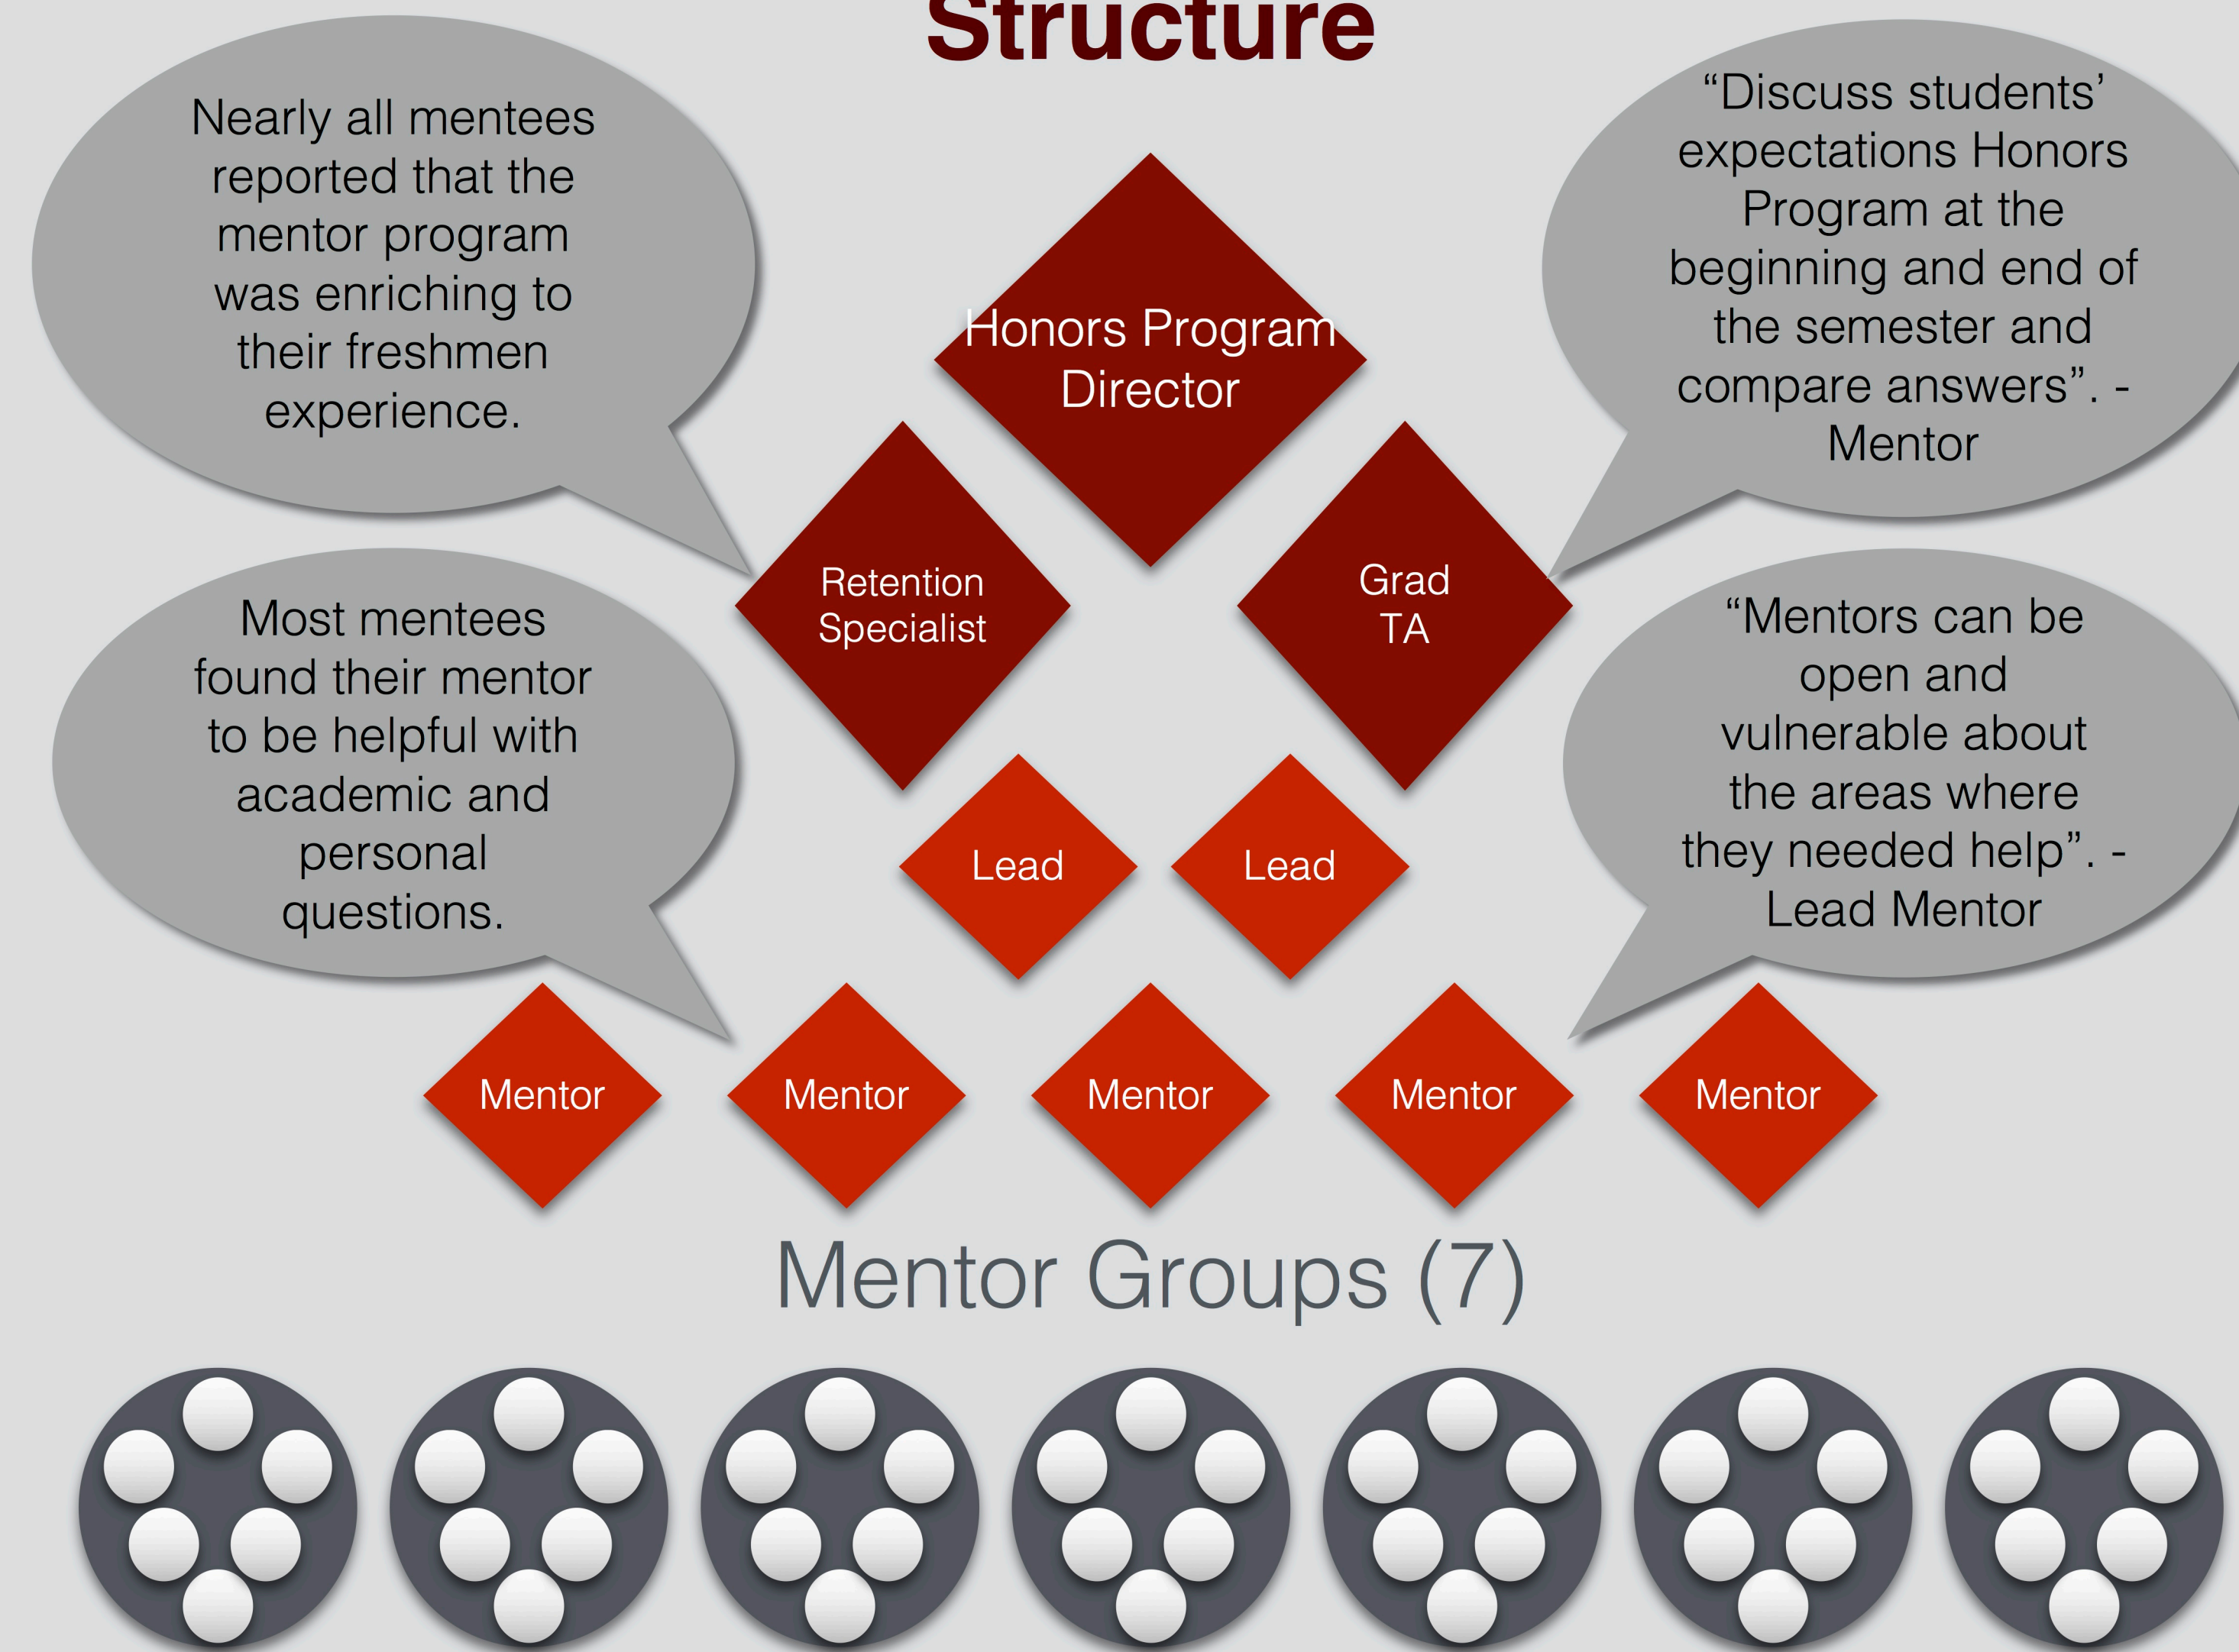 Structure
Nearly all mentees
reported that the
mentor program
was enriching to
their freshmen
experience.
“Discuss students’
expectations Honors
Program at the
beginning and end of
the semester and
compare answers”. -
Mentor
Honors Program
Director
Retention
Specialist
Grad
TA
Most mentees
found their mentor
to be helpful with
academic and
personal
questions.
“Mentors can be
open and
vulnerable about
the areas where
they needed help”. -
Lead Mentor
Lead
Lead
Mentor
Mentor
Mentor
Mentor
Mentor
Mentor Groups (7)